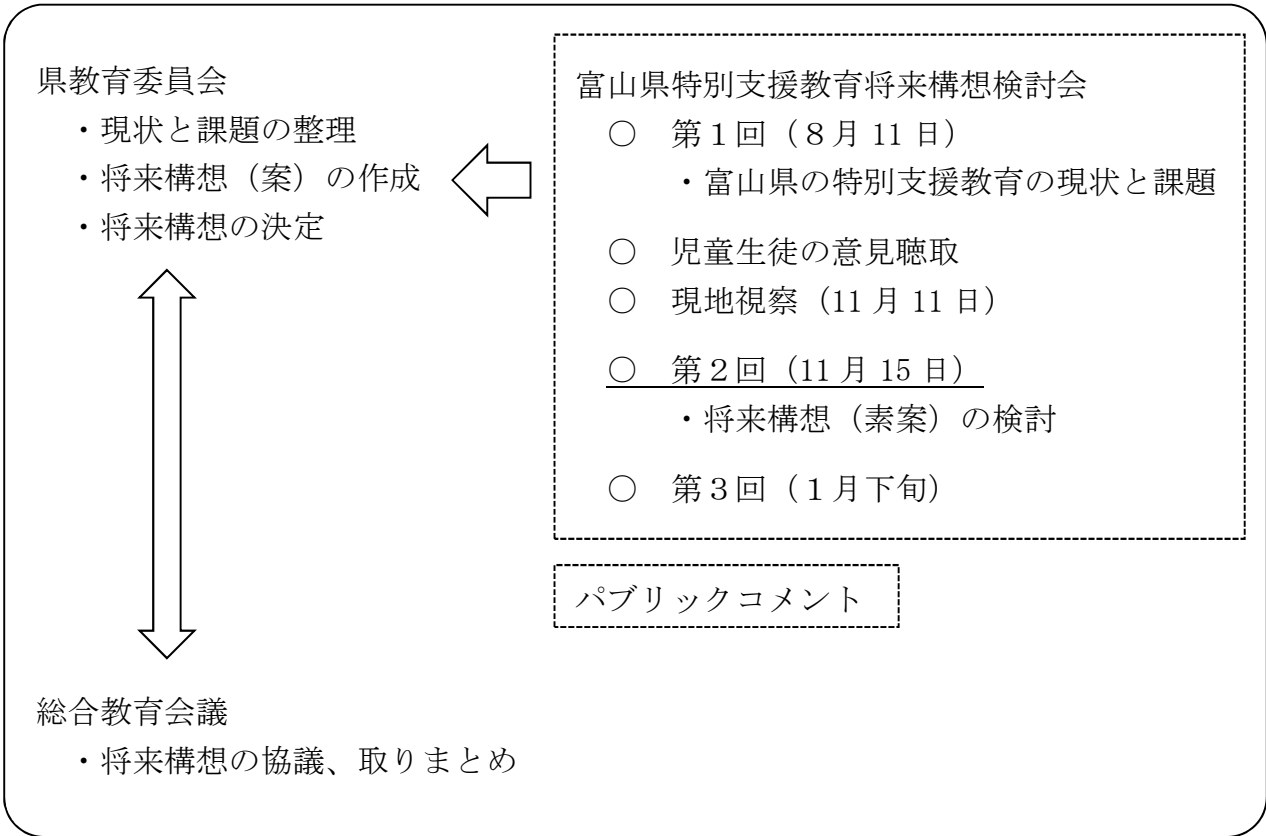 県教育委員会
・現状と課題の整理
・将来構想（案）の作成
・将来構想の決定
富山県特別支援教育将来構想検討会
○　第１回（８月 11 日）
・富山県の特別支援教育の現状と課題
○　児童生徒の意見聴取
○　現地視察（11 月 11 日）
○　第２回（11 月 15 日）
・将来構想（素案）の検討
○　第３回（１月下旬）
パブリックコメント
総合教育会議
・将来構想の協議、取りまとめ